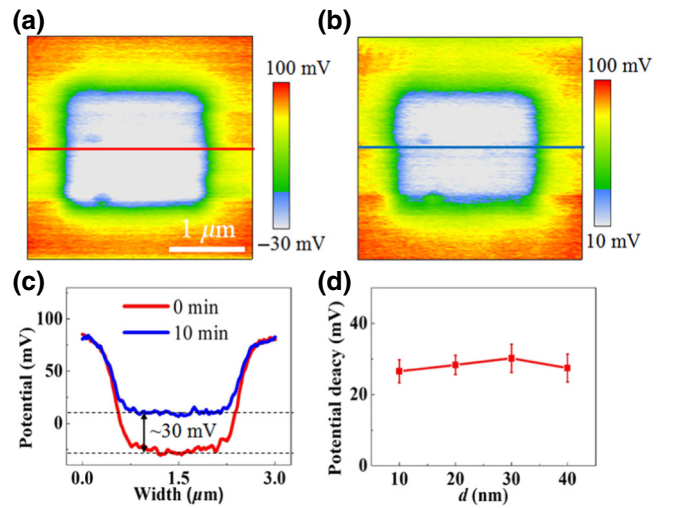 (a)
(b)
100 mV
100 mV
1 μm
−30 mV
10 mV
(c)
(d)
0 min
10 min
100
50
0
~30 mV
Potential (mV)
0.0
1.5
3.0
Width (μm)
40
20
0
Potential deacy (mV)
10
20
30
40
d (nm)